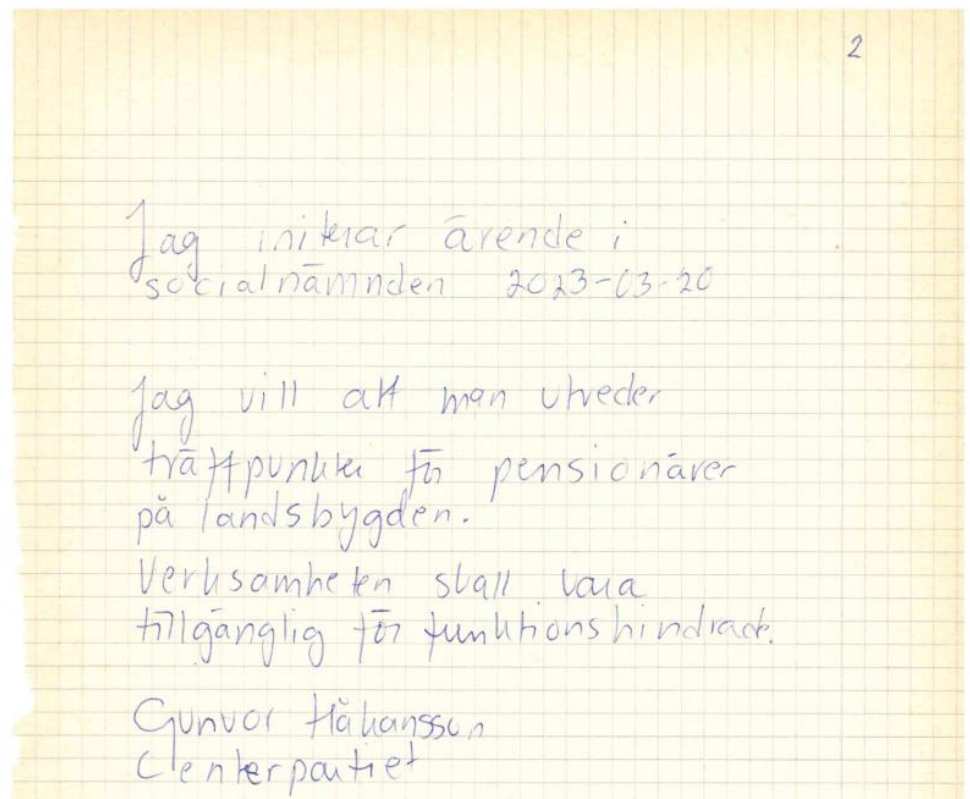 2
Jag initierar ärende i
socialnämnden 2023-03-20
Jag vill att man utreder
träffpunkter för pensionärer
på landsbygden.
Verksamheten skall vara
tillgänglig för funktionshindrade.
Gunvor Håkansson
Centerpartiet